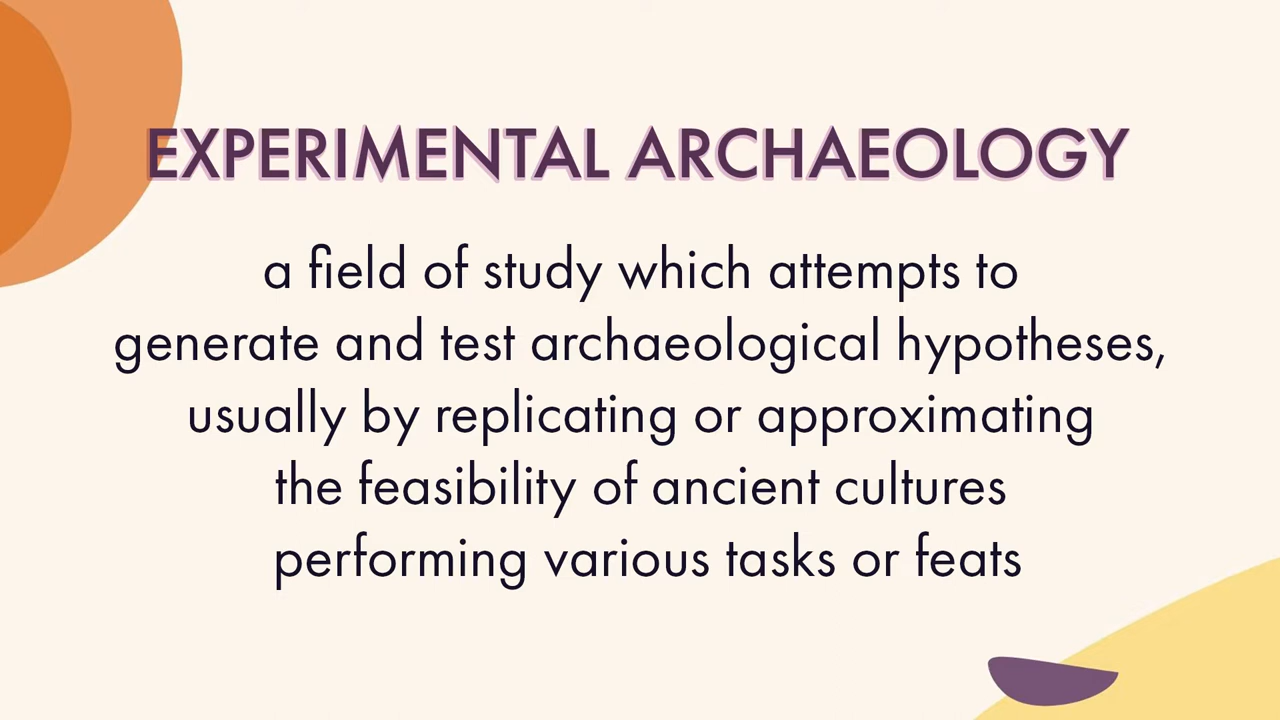 EXPERIMENTAL ARCHAEOLOGY
a field of study which attempts to
generate and test archaeological hypotheses,
usually by replicating or approximating
the feasibility of ancient cultures
performing various tasks or feats